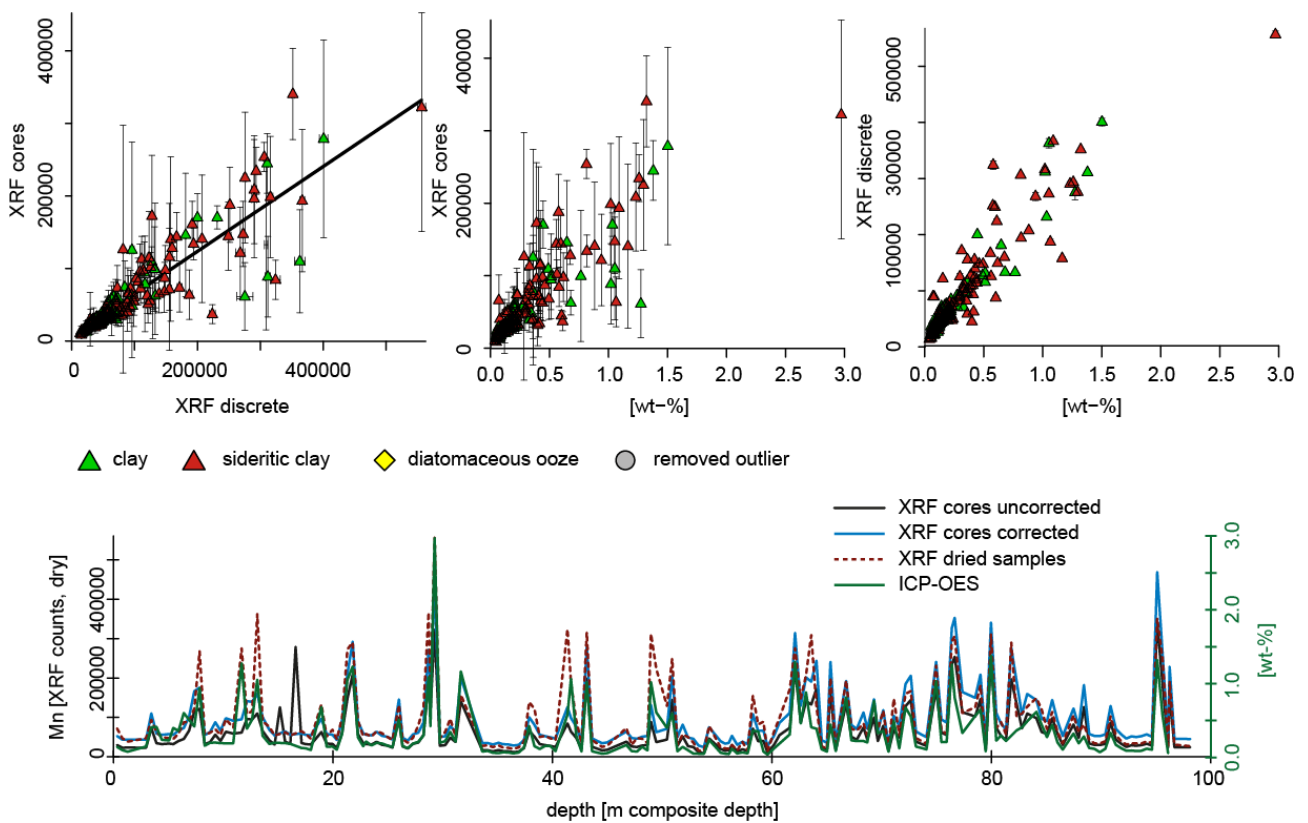 XRF cores
400000
200000
0
0
200000
400000
XRF discrete
XRF cores
400000
200000
0
0.0
0.5
1.0
1.5
2.0
2.5
3.0
[wt−%]
XRF discrete
500000
300000
100000
0
0.0
0.5
1.0
1.5
2.0
2.5
3.0
[wt−%]
clay
sideritic clay
diatomaceous ooze
removed outlier
XRF cores uncorrected
XRF cores corrected
XRF dried samples
ICP-OES
Mn [XRF counts, dry]
400000
200000
0
3.0
2.0
1.0
0.0
[wt-%]
0
20
40
60
80
100
depth [m composite depth]